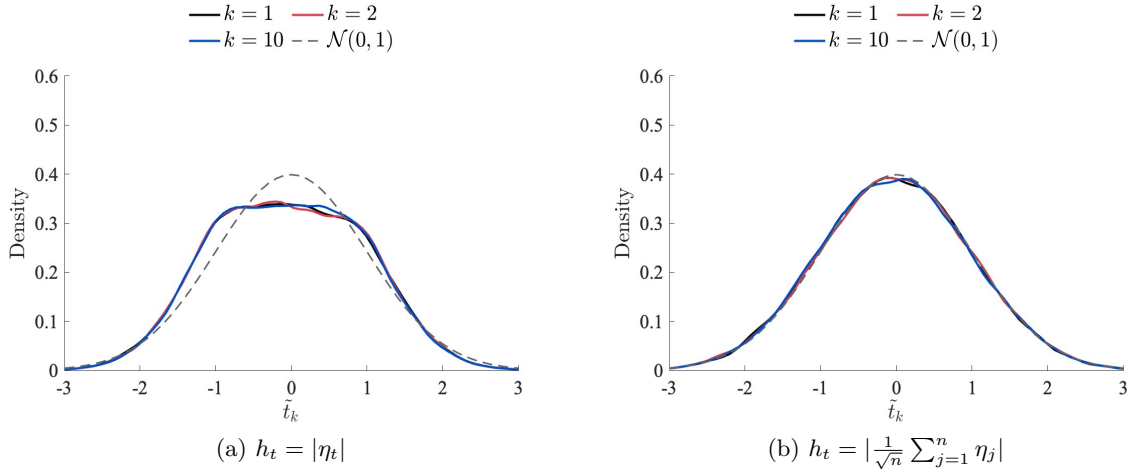 k = 1 k = 2
k = 10 𝒩(0, 1)
0.6
0.5
0.4
0.3
0.2
0.1
0
Density
-3 -2 -1 0 1 2 3
t̃_k
(a) h_t = |η_t|
k = 1 k = 2
k = 10 𝒩(0, 1)
0.6
0.5
0.4
0.3
0.2
0.1
0
Density
-3 -2 -1 0 1 2 3
t̃_k
(b) h_t = |1/√n ∑_{j=1}^n η_j|